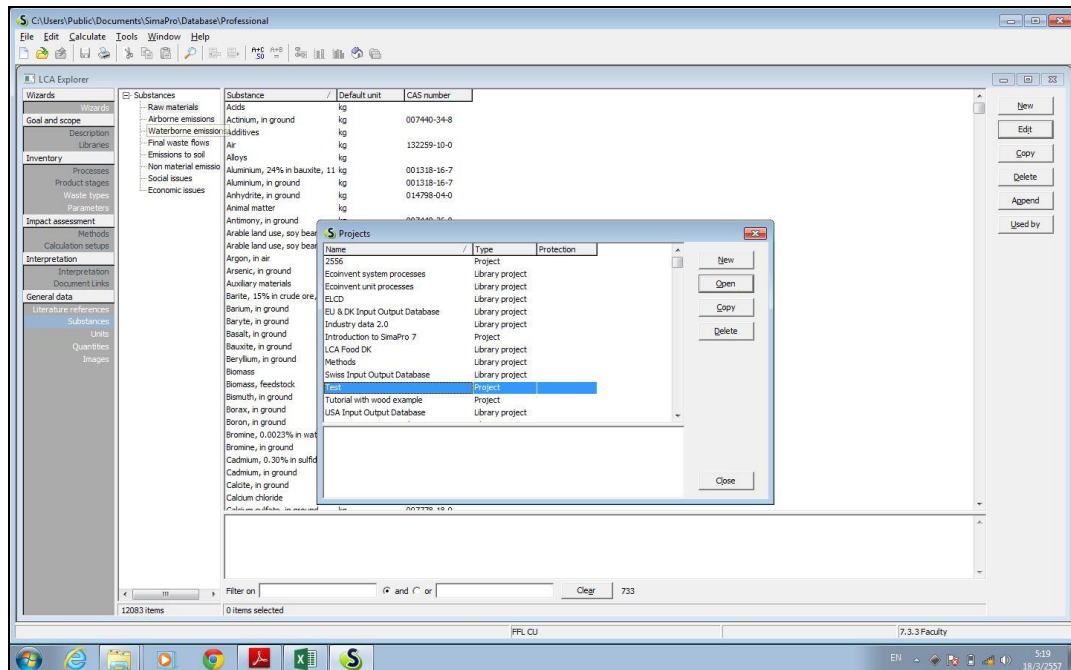 C:\Users\Public\Documents\SimaPro\Database\Professional
File Edit Calculate Tools Window Help
LCA Explorer
Wizards
Wizards
Goal and scope
Description
Libraries
Inventory
Processes
Product stages
Waste types
Parameters
Impact assessment
Methods
Calculation setups
Interpretation
Interpretation
Document Links
General data
Literature references
Substances
Units
Quantities
Images
Substances
Raw materials
Airborne emissions
Waterborne emissions
Final waste flows
Emissions to soil
Non material emissio
Social issues
Economic issues
12083 items
Substance / Default unit CAS number
Acids kg
Actinium, in ground kg 007440-34-8
Additives kg
Air kg 132259-10-0
Alloys kg
Aluminium, 24% in bauxite, 11 kg 001318-16-7
Aluminium, in ground kg 001318-16-7
Anhydrite, in ground kg 014798-04-0
Animal matter kg
Antimony, in ground
Arable land use, soy bear
Arable land use, soy bear
Argon, in air
Arsenic, in ground
Auxiliary materials
Barite, 15% in crude ore,
Barium, in ground
Baryte, in ground
Basalt, in ground
Bauxite, in ground
Beryllium, in ground
Biomass
Biomass, feedstock
Bismuth, in ground
Borax, in ground
Boron, in ground
Bromine, 0.0023% in wat
Bromine, in ground
Cadmium, 0.30% in sulfid
Cadmium, in ground
Calcite, in ground
Calcium chloride
Calcium sulfate, in ground kg 007778-18-9
Projects
Name / Type Protection
2556 Project
Ecoinvent system processes Library project
Ecoinvent unit processes Library project
ELCD Library project
EU & DK Input Output Database Library project
Industry data 2.0 Library project
Introduction to SimaPro 7 Project
LCA Food DK Library project
Methods Library project
Swiss Input Output Database Library project
Test Project
Tutorial with wood example Project
USA Input Output Database Library project
New
Open
Copy
Delete
Close
New
Edit
Copy
Delete
Append
Used by
Filter on and or Clear 733
0 items selected
FFL CU 7.3.3 Faculty
EN 5:19
18/3/2557